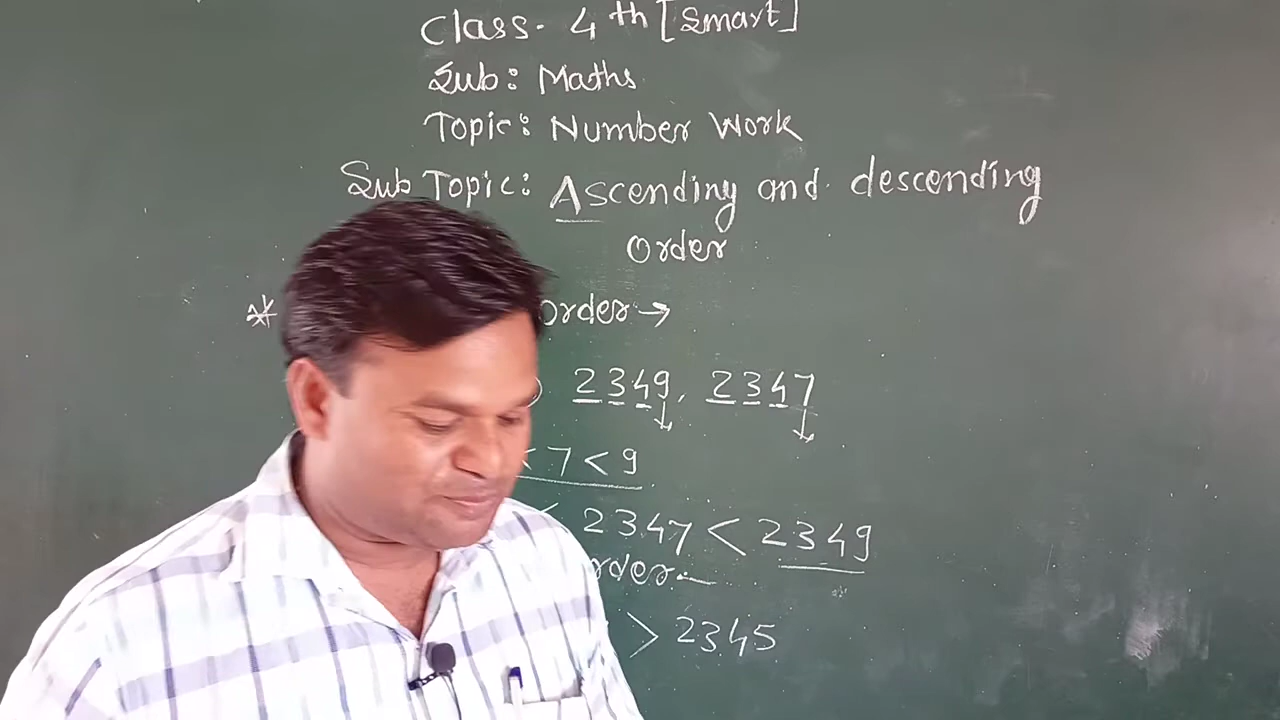 Class- 4th [Smart]
Sub: Maths
Topic: Number Work
Sub Topic: Ascending and descending
Order
* order →
2349, 2347
< 7 < 9
< 2347 < 2349
rder-
> 2345